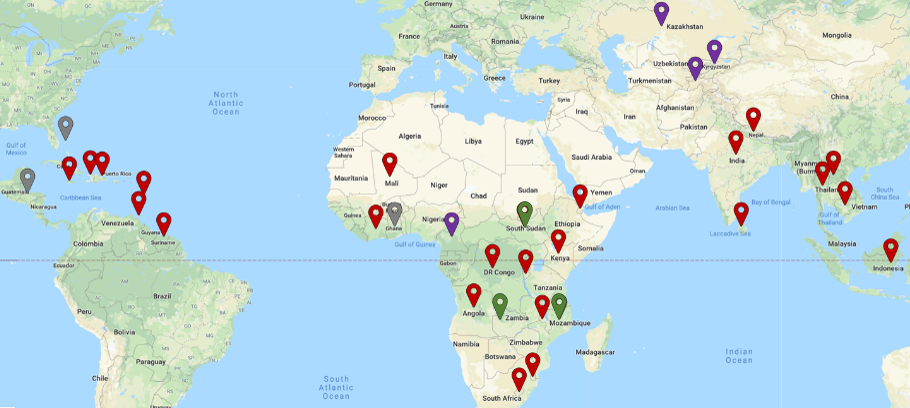 Germany
Ukraine
Kazakhstan
Mongolia
Austria
France
Romania
Italy
Uzbekistan
Kyrgyzstan
Spain
Portugal
Greece
Turkey
Turkmenistan
North
Atlantic
Ocean
Syria
Afghanistan
China
Tunisia
Iraq
Iran
Morocco
Pakistan
Nepal
Gulf of
Mexico
Algeria
Libya
Egypt
Western
Sahara
Saudi Arabia
India
Myanmar
(Burma)
Puerto Rico
Mauritania
Mali
Niger
Chad
Sudan
Oman
Yemen
Thailand
Guatemala
Caribbean Sea
Nicaragua
Gulf of Aden
Arabian Sea
Bay of Bengal
Vietnam
South
China Sea
Guinea
Ghana
Nigeria
South Sudan
Ethiopia
Gulf of
Thailand
Venezuela
Guyana
Suriname
Laccadive Sea
Colombia
Gulf of Guinea
Somalia
Malaysia
Kenya
Ecuador
Gabon
DR Congo
Indonesia
Tanzania
Brazil
Peru
Angola
Zambia
Mozambique
Bolivia
Namibia
Zimbabwe
Botswana
Madagascar
Indian
Ocean
Paraguay
Chile
South
Atlantic
Ocean
South Africa